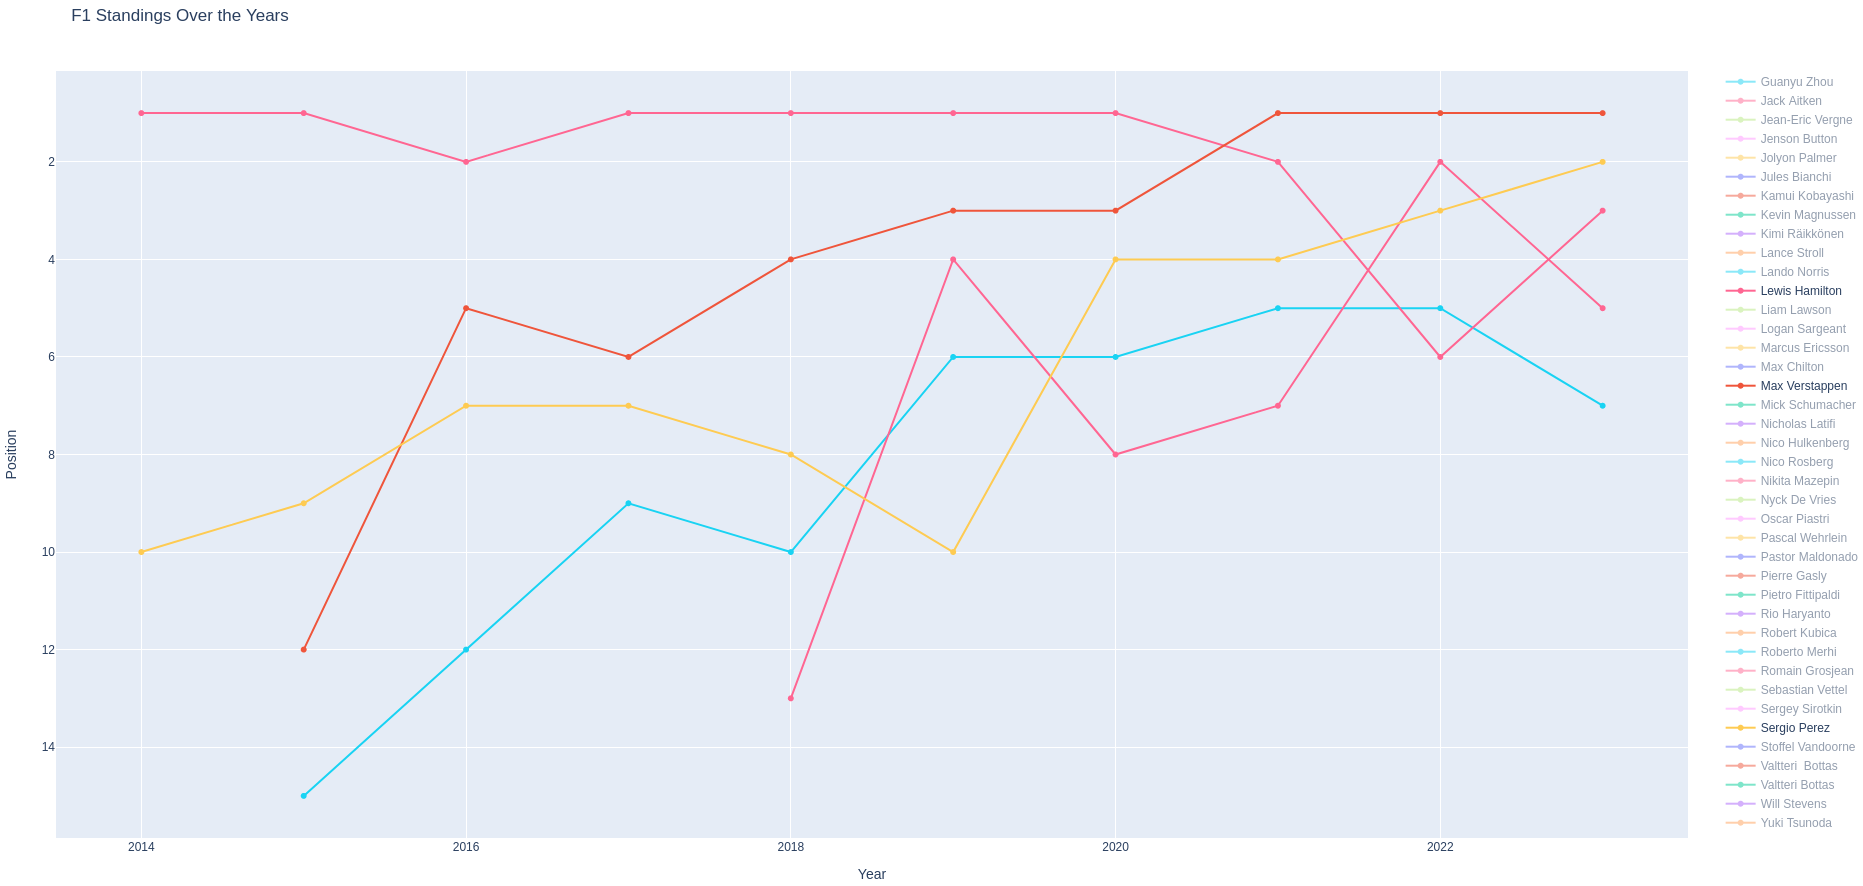 F1 Standings Over the Years
2
4
6
8
10
12
14
Position
2014
2016
2018
2020
2022
Year
Guanyu Zhou
Jack Aitken
Jean-Eric Vergne
Jenson Button
Jolyon Palmer
Jules Bianchi
Kamui Kobayashi
Kevin Magnussen
Kimi Räikkönen
Lance Stroll
Lando Norris
Lewis Hamilton
Liam Lawson
Logan Sargeant
Marcus Ericsson
Max Chilton
Max Verstappen
Mick Schumacher
Nicholas Latifi
Nico Hulkenberg
Nico Rosberg
Nikita Mazepin
Nyck De Vries
Oscar Piastri
Pascal Wehrlein
Pastor Maldonado
Pierre Gasly
Pietro Fittipaldi
Rio Haryanto
Robert Kubica
Roberto Merhi
Romain Grosjean
Sebastian Vettel
Sergey Sirotkin
Sergio Perez
Stoffel Vandoorne
Valtteri  Bottas
Valtteri Bottas
Will Stevens
Yuki Tsunoda